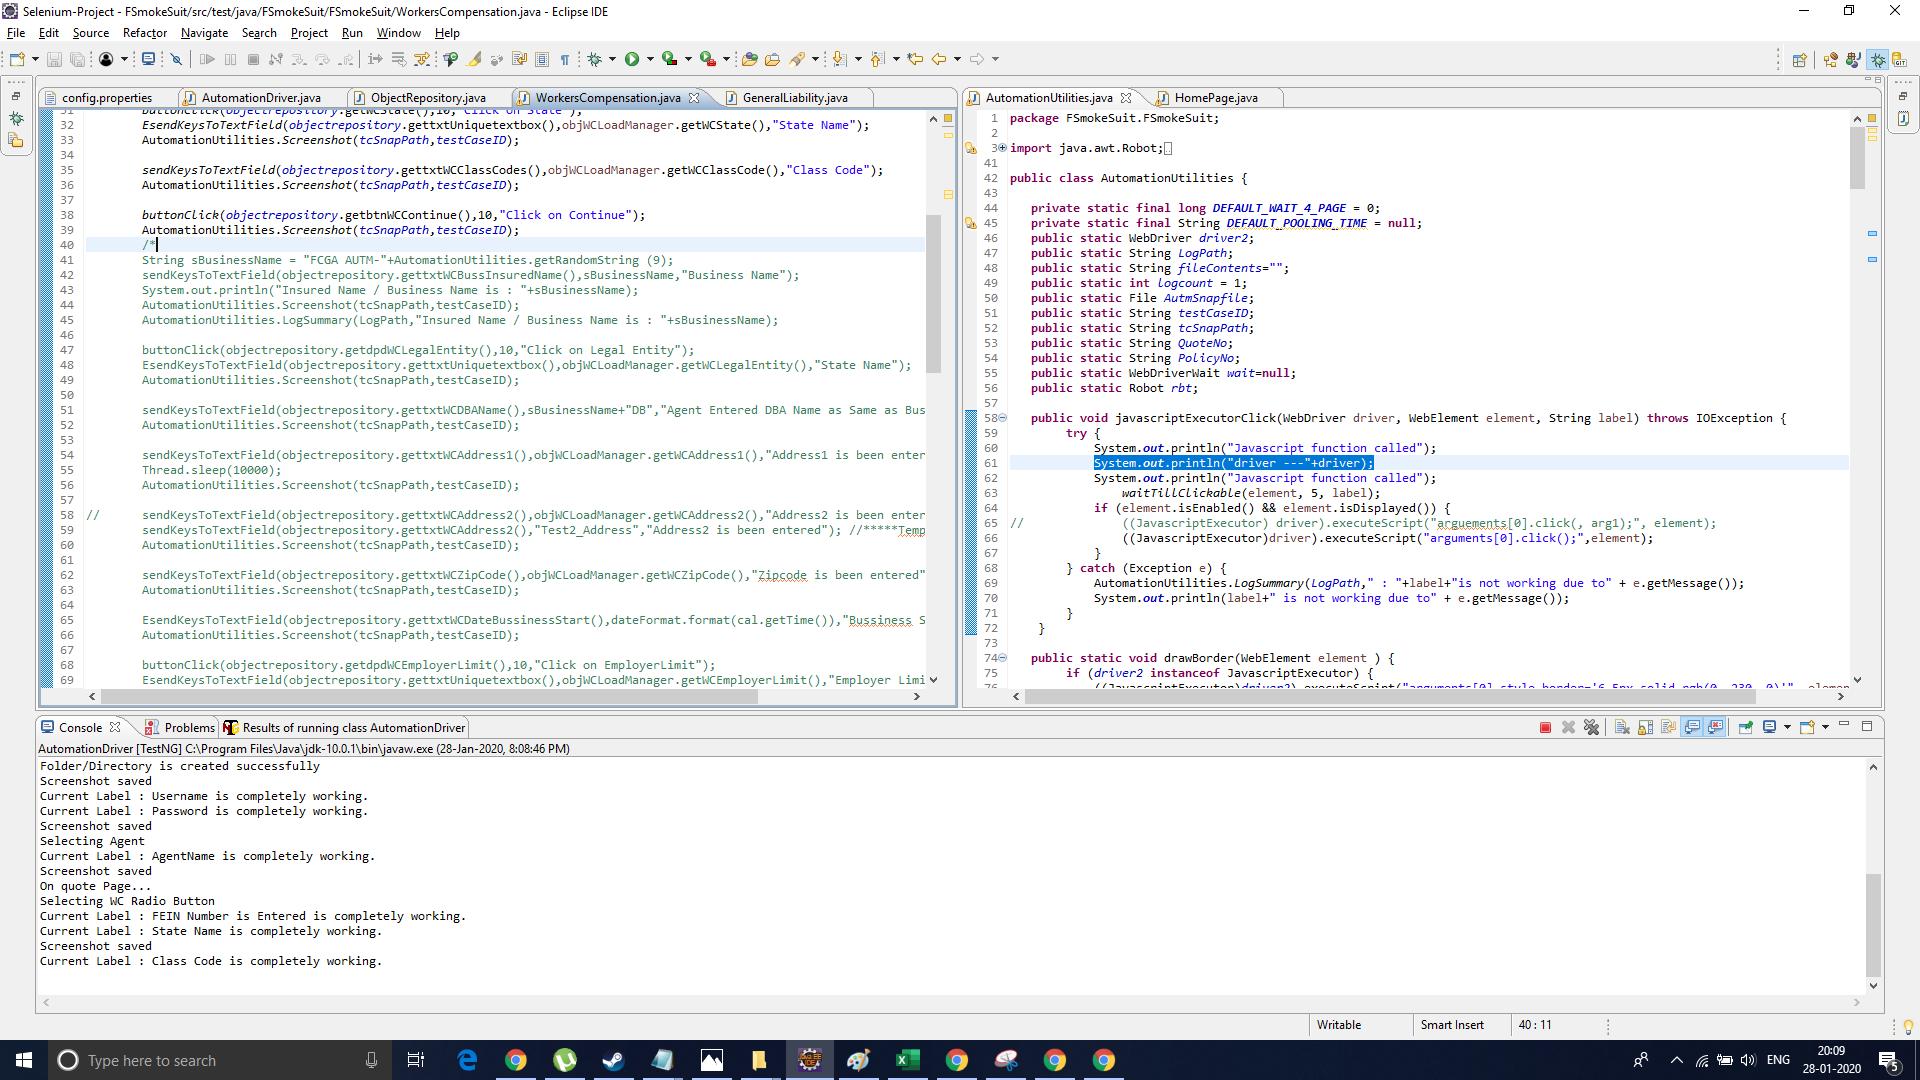 Selenium-Project - FSmokeSuit/src/test/java/FSmokeSuit/FSmokeSuit/WorkersCompensation.java - Eclipse IDE
File Edit Source Refactor Navigate Search Project Run Window Help
config.properties AutomationDriver.java ObjectRepository.java WorkersCompensation.java GeneralLiability.java
31 buttonClick(objectrepository.getWCState(),10,"Click on State");
32 EsendKeysToTextField(objectrepository.gettxtUniquetextbox(),objWCLoadManager.getWCState(),"State Name");
33 AutomationUtilities.Screenshot(tcSnapPath,testCaseID);
34
35 sendKeysToTextField(objectrepository.gettxtWCClassCodes(),objWCLoadManager.getWCClassCode(),"Class Code");
36 AutomationUtilities.Screenshot(tcSnapPath,testCaseID);
37
38 buttonClick(objectrepository.getbtnWCContinue(),10,"Click on Continue");
39 AutomationUtilities.Screenshot(tcSnapPath,testCaseID);
40 /*
41 String sBusinessName = "FCGA AUTM-"+AutomationUtilities.getRandomString (9);
42 sendKeysToTextField(objectrepository.gettxtWCBussInsuredName(),sBusinessName,"Business Name");
43 System.out.println("Insured Name / Business Name is : "+sBusinessName);
44 AutomationUtilities.Screenshot(tcSnapPath,testCaseID);
45 AutomationUtilities.LogSummary(LogPath,"Insured Name / Business Name is : "+sBusinessName);
46
47 buttonClick(objectrepository.getdpdWCLegalEntity(),10,"Click on Legal Entity");
48 EsendKeysToTextField(objectrepository.gettxtUniquetextbox(),objWCLoadManager.getWCLegalEntity(),"State Name");
49 AutomationUtilities.Screenshot(tcSnapPath,testCaseID);
50
51 sendKeysToTextField(objectrepository.gettxtWCDBAName(),sBusinessName+"DB","Agent Entered DBA Name as Same as Bus
52 AutomationUtilities.Screenshot(tcSnapPath,testCaseID);
53
54 sendKeysToTextField(objectrepository.gettxtWCAddress1(),objWCLoadManager.getWCAddress1(),"Address1 is been enter
55 Thread.sleep(10000);
56 AutomationUtilities.Screenshot(tcSnapPath,testCaseID);
57
58 // sendKeysToTextField(objectrepository.gettxtWCAddress2(),objWCLoadManager.getWCAddress2(),"Address2 is been enter
59 sendKeysToTextField(objectrepository.gettxtWCAddress2(),"Test2_Address","Address2 is been entered"); //*****Temp
60 AutomationUtilities.Screenshot(tcSnapPath,testCaseID);
61
62 sendKeysToTextField(objectrepository.gettxtWCZipCode(),objWCLoadManager.getWCZipCode(),"Zipcode is been entered"
63 AutomationUtilities.Screenshot(tcSnapPath,testCaseID);
64
65 EsendKeysToTextField(objectrepository.gettxtWCDateBussinessStart(),dateFormat.format(cal.getTime()),"Bussiness S
66 AutomationUtilities.Screenshot(tcSnapPath,testCaseID);
67
68 buttonClick(objectrepository.getdpdWCEmployerLimit(),10,"Click on EmployerLimit");
69 EsendKeysToTextField(objectrepository.gettxtUniquetextbox(),objWCLoadManager.getWCEmployerLimit(),"Employer Limi
AutomationUtilities.java HomePage.java
1 package FSmokeSuit.FSmokeSuit;
2
3 import java.awt.Robot;
41
42 public class AutomationUtilities {
43
44 private static final long DEFAULT_WAIT_4_PAGE = 0;
45 private static final String DEFAULT_POOLING_TIME = null;
46 public static WebDriver driver2;
47 public static String LogPath;
48 public static String fileContents="";
49 public static int logcount = 1;
50 public static File AutmSnapfile;
51 public static String testCaseID;
52 public static String tcSnapPath;
53 public static String QuoteNo;
54 public static String PolicyNo;
55 public static WebDriverWait wait=null;
56 public static Robot rbt;
57
58 public void javascriptExecutorClick(WebDriver driver, WebElement element, String label) throws IOException {
59 try {
60 System.out.println("Javascript function called");
61 System.out.println("driver ---"+driver);
62 System.out.println("Javascript function called");
63 waitTillClickable(element, 5, label);
64 if (element.isEnabled() && element.isDisplayed()) {
65 // ((JavascriptExecutor) driver).executeScript("arguements[0].click(, arg1);", element);
66 ((JavascriptExecutor)driver).executeScript("arguments[0].click();",element);
67 }
68 } catch (Exception e) {
69 AutomationUtilities.LogSummary(LogPath," : "+label+"is not working due to" + e.getMessage());
70 System.out.println(label+" is not working due to" + e.getMessage());
71 }
72 }
73
74 public static void drawBorder(WebElement element ) {
75 if (driver2 instanceof JavascriptExecutor) {
Console Problems Results of running class AutomationDriver
AutomationDriver [TestNG] C:\Program Files\Java\jdk-10.0.1\bin\javaw.exe (28-Jan-2020, 8:08:46 PM)
Folder/Directory is created successfully
Screenshot saved
Current Label : Username is completely working.
Current Label : Password is completely working.
Screenshot saved
Selecting Agent
Current Label : AgentName is completely working.
Screenshot saved
On quote Page...
Selecting WC Radio Button
Current Label : FEIN Number is Entered is completely working.
Current Label : State Name is completely working.
Screenshot saved
Current Label : Class Code is completely working.
Writable Smart Insert 40 : 11
Type here to search
ENG
20:09
28-01-2020
5